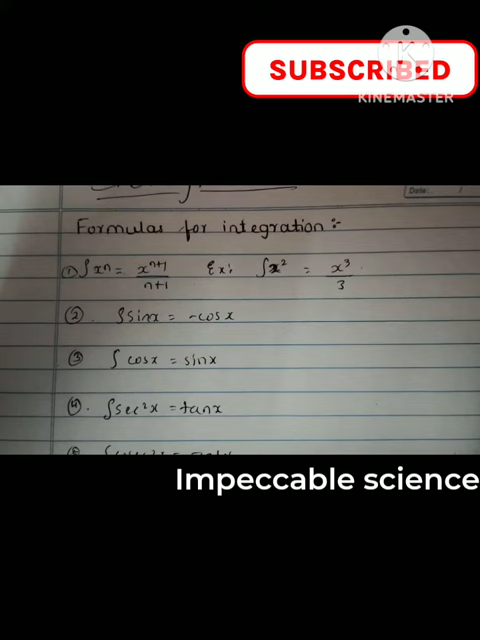 SUBSCRIBED
KINEMASTER
Date:
Formulas for integration :-
① ∫xⁿ = xⁿ⁺¹/n+1 Ex: ∫x² = x³/3
② ∫sinx = -cosx
③ ∫cosx = sinx
④. ∫sec²x = tanx
Impeccable science